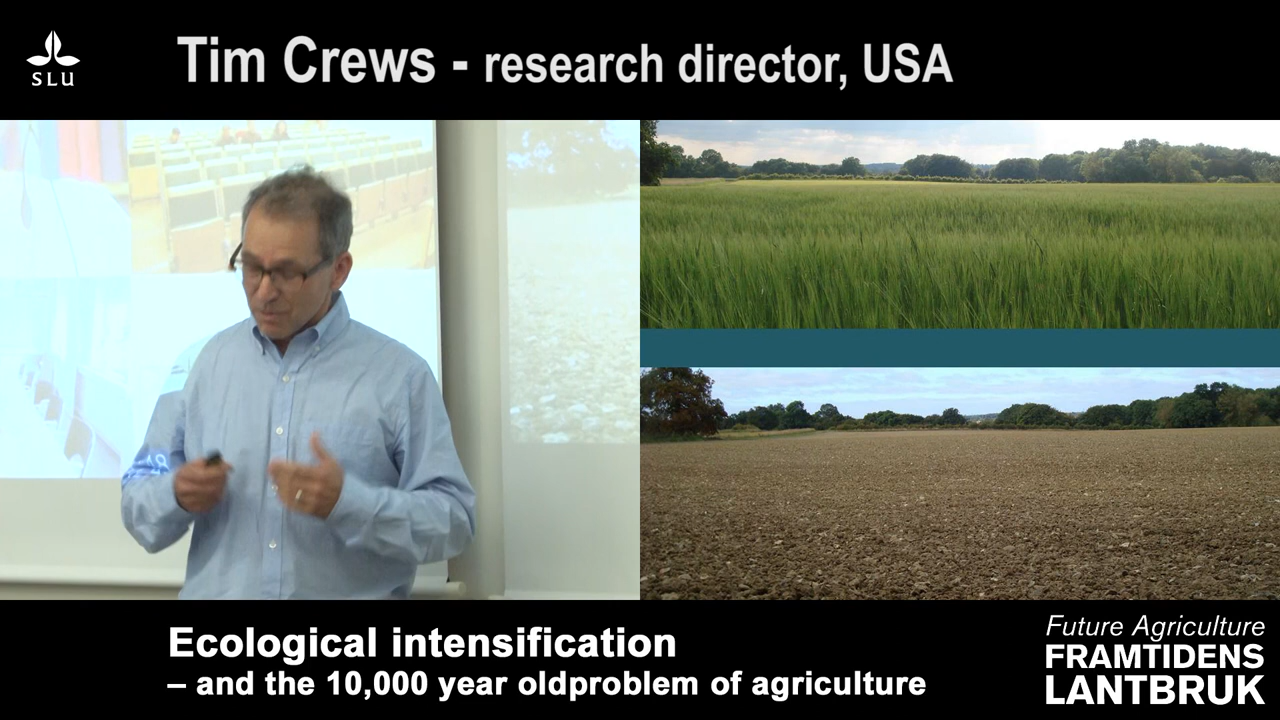 SLU
Tim Crews - research director, USA
Ecological intensification
– and the 10,000 year oldproblem of agriculture
Future Agriculture
FRAMTIDENS
LANTBRUK